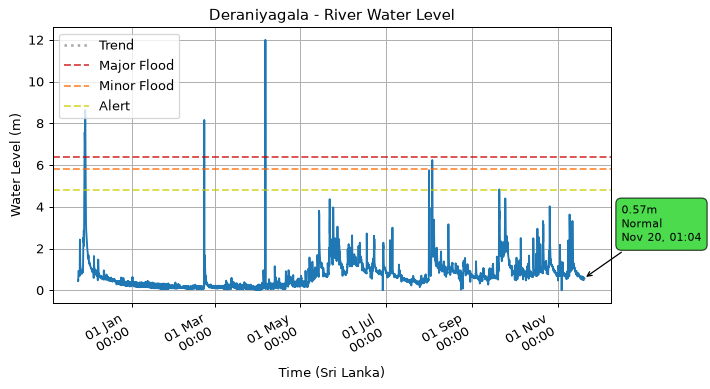 Deraniyagala - River Water Level
Water Level (m)
12
10
8
6
4
2
0
Trend
Major Flood
Minor Flood
Alert
0.57m
Normal
Nov 20, 01:04
01 Jan
00:00
01 Mar
00:00
01 May
00:00
01 Jul
00:00
01 Sep
00:00
01 Nov
00:00
Time (Sri Lanka)